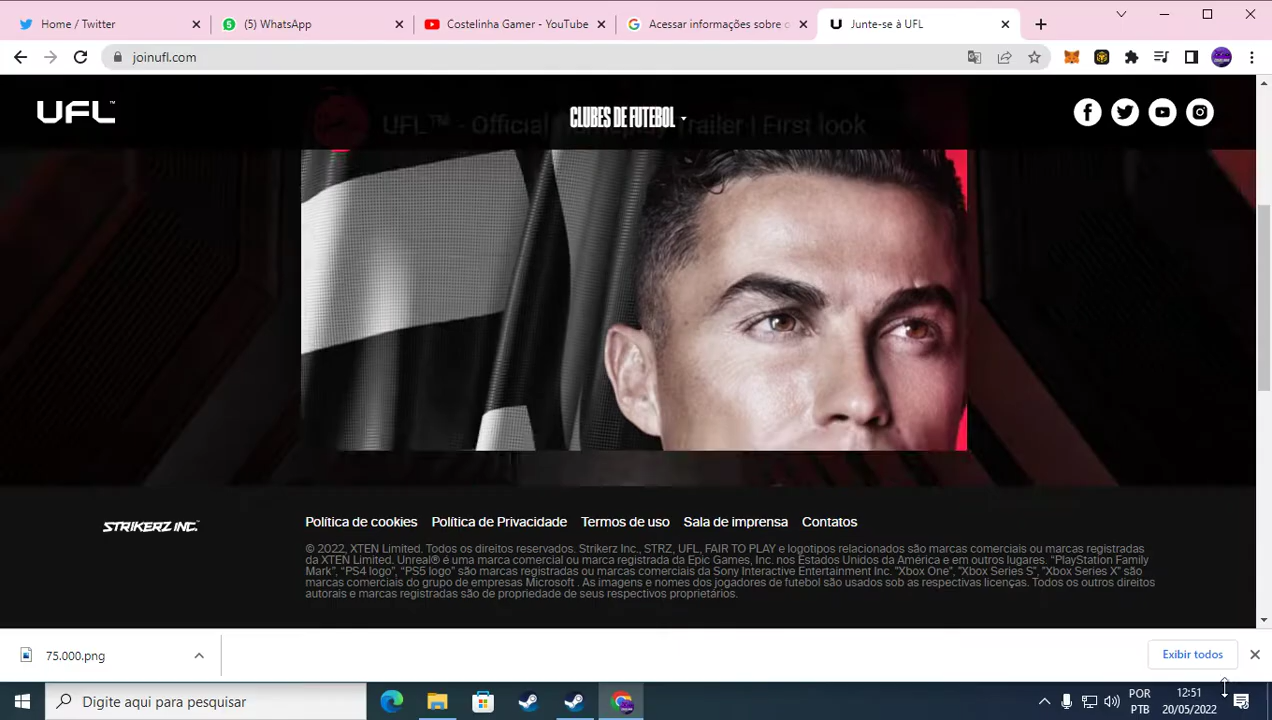 Home / Twitter
(5) WhatsApp
Costelinha Gamer - YouTube
Acessar informações sobre o
Junte-se à UFL
joinufl.com
UFL™
CLUBES DE FUTEBOL
UFL™ - Official Gameplay Trailer | First look
STRIKERZ INC.
Política de cookies Política de Privacidade Termos de uso Sala de imprensa Contatos
© 2022, XTEN Limited. Todos os direitos reservados. Strikerz Inc., STRZ, UFL, FAIR TO PLAY e logotipos relacionados são marcas comerciais ou marcas registradas
da XTEN Limited. Unreal® é uma marca comercial ou marca registrada da Epic Games, Inc. nos Estados Unidos da América e em outros lugares. "PlayStation Family
Mark", "PS4 logo", "PS5 logo" são marcas registradas ou marcas comerciais da Sony Interactive Entertainment Inc. "Xbox One", "Xbox Series S", "Xbox Series X" são
marcas comerciais do grupo de empresas Microsoft . As imagens e nomes dos jogadores de futebol são usados sob as respectivas licenças. Todos os outros direitos
autorais e marcas registradas são de propriedade de seus respectivos proprietários.
75.000.png
Exibir todos
Digite aqui para pesquisar
POR
PTB
12:51
20/05/2022